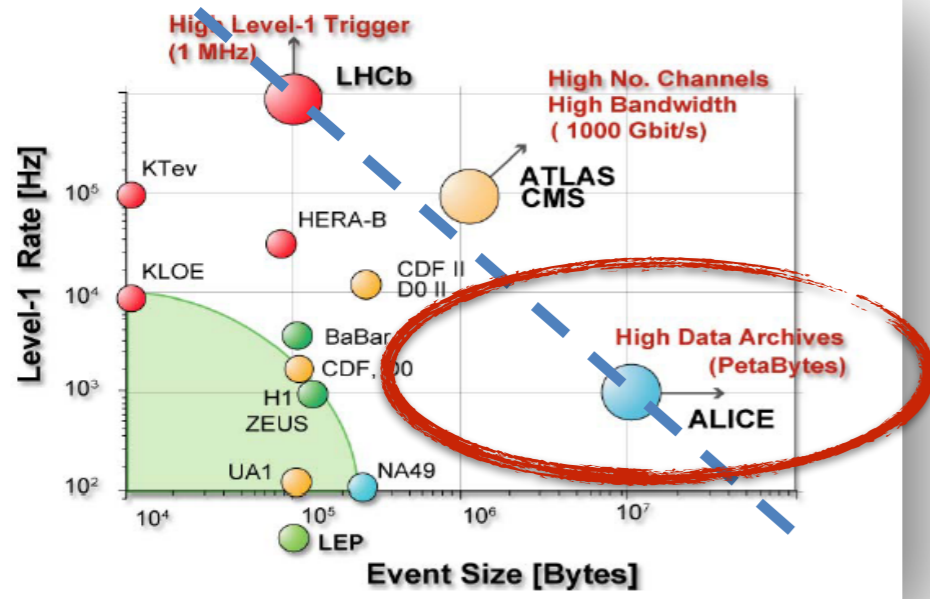 High Level-1 Trigger
(1 MHz)
LHCb
High No. Channels
High Bandwidth
( 1000 Gbit/s)
KTev
ATLAS
CMS
10⁵
HERA-B
Level-1 Rate [Hz]
KLOE
CDF II
D0 II
10⁴
BaBar
High Data Archives
(PetaBytes)
CDF, D0
10³
H1
ZEUS
ALICE
UA1
NA49
10²
10⁴
10⁵
10⁶
10⁷
LEP
Event Size [Bytes]